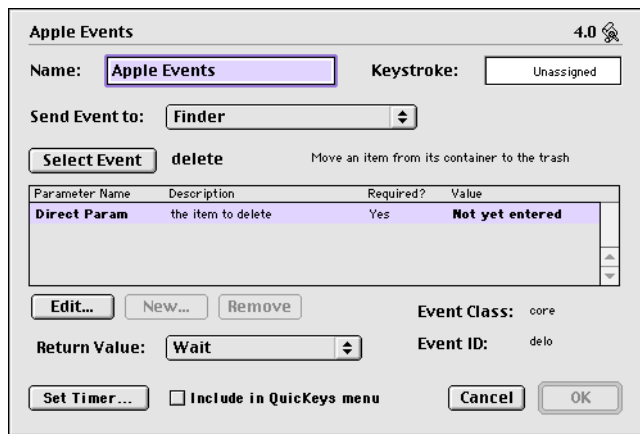 Apple Events 4.0
Name: Apple Events Keystroke: Unassigned
Send Event to: Finder
Select Event delete Move an item from its container to the trash
Parameter Name Description Required? Value
Direct Param the item to delete Yes Not yet entered
Edit... New... Remove Event Class: core
Return Value: Wait Event ID: delo
Set Timer... Include in QuicKeys menu Cancel OK